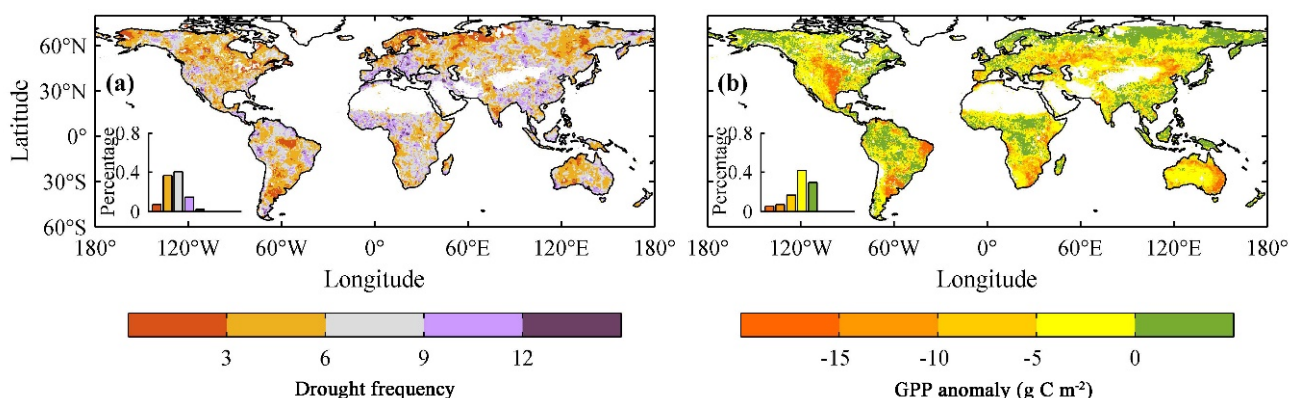 (a)
Latitude
60°N
30°N
0°
30°S
60°S
Percentage
0.8
0.4
0
180° 120°W 60°W 0° 60°E 120°E 180°
Longitude
3 6 9 12
Drought frequency
(b)
60°N
30°N
0°
30°S
60°S
Percentage
0.8
0.4
0
180° 120°W 60°W 0° 60°E 120°E 180°
Longitude
-15 -10 -5 0
GPP anomaly (g C m⁻²)